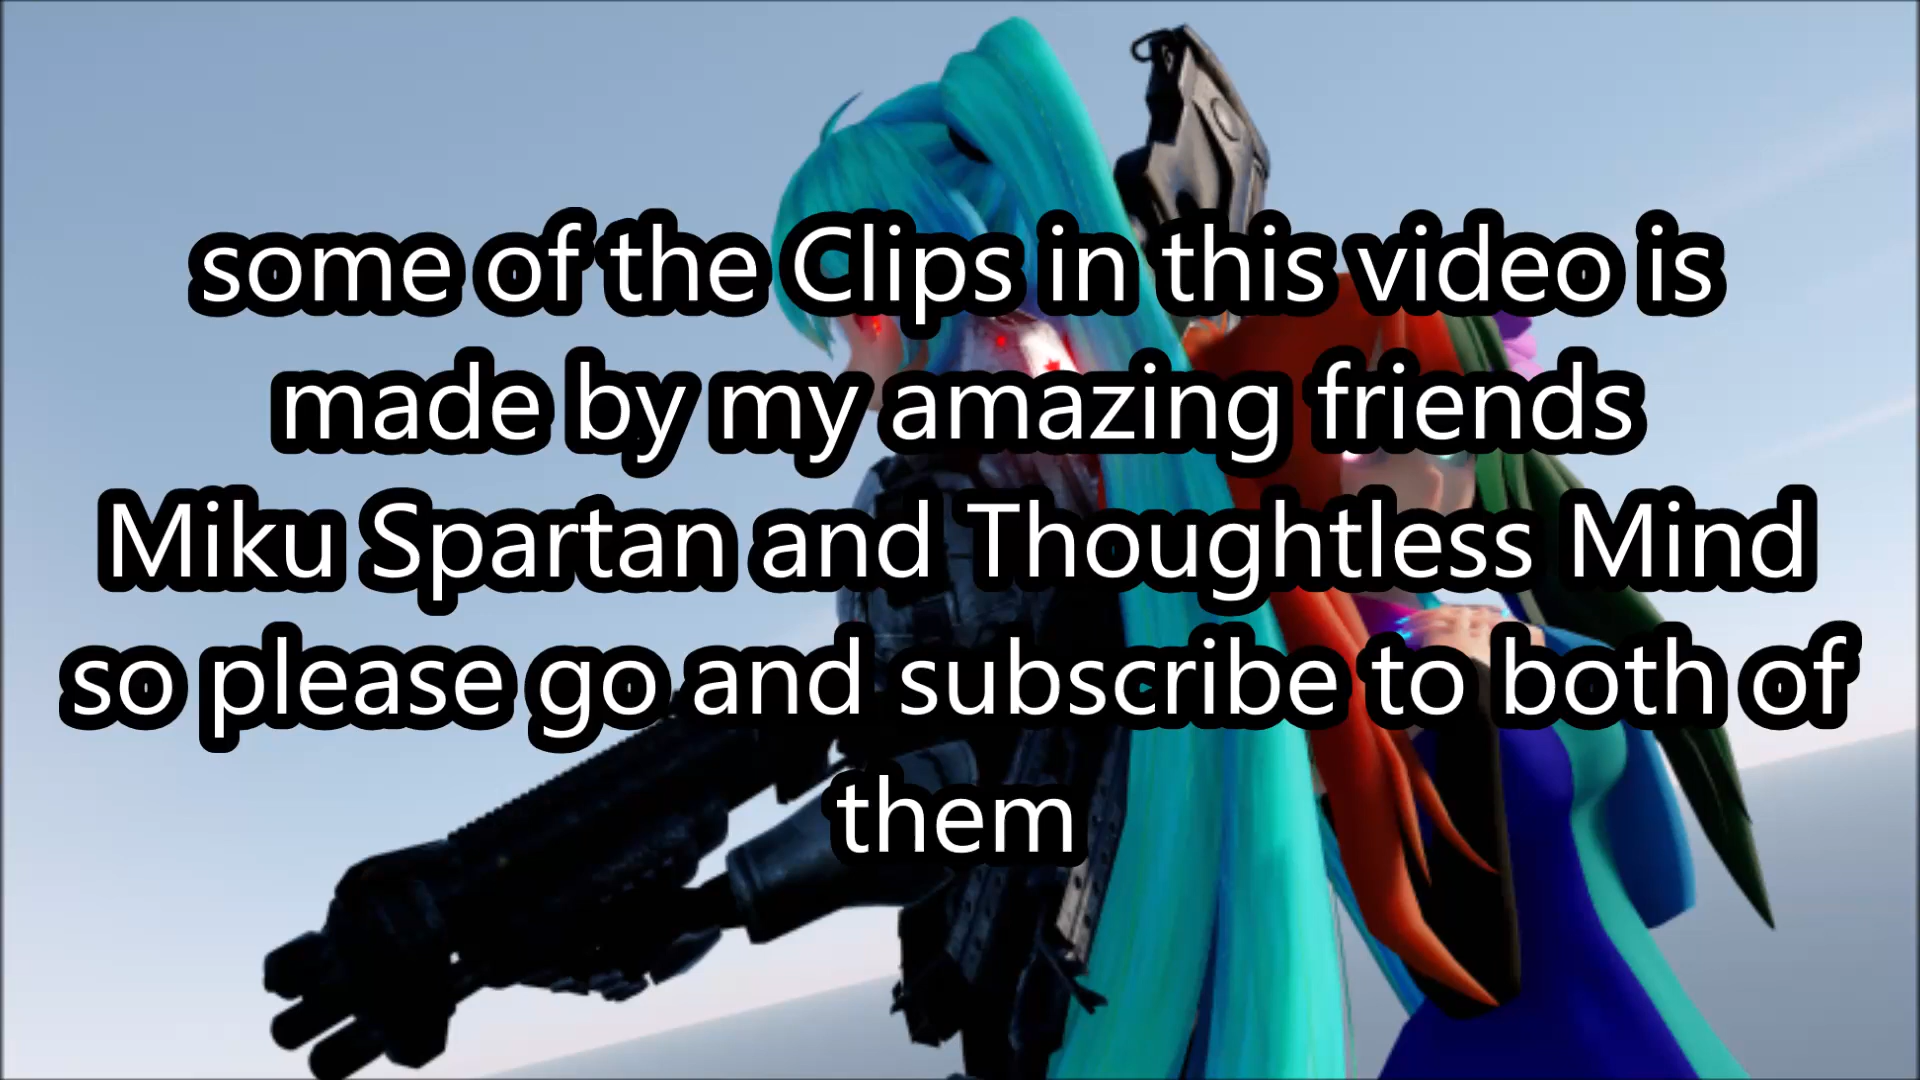 some of the Clips in this video is
made by my amazing friends
Miku Spartan and Thoughtless Mind
so please go and subscribe to both of
them